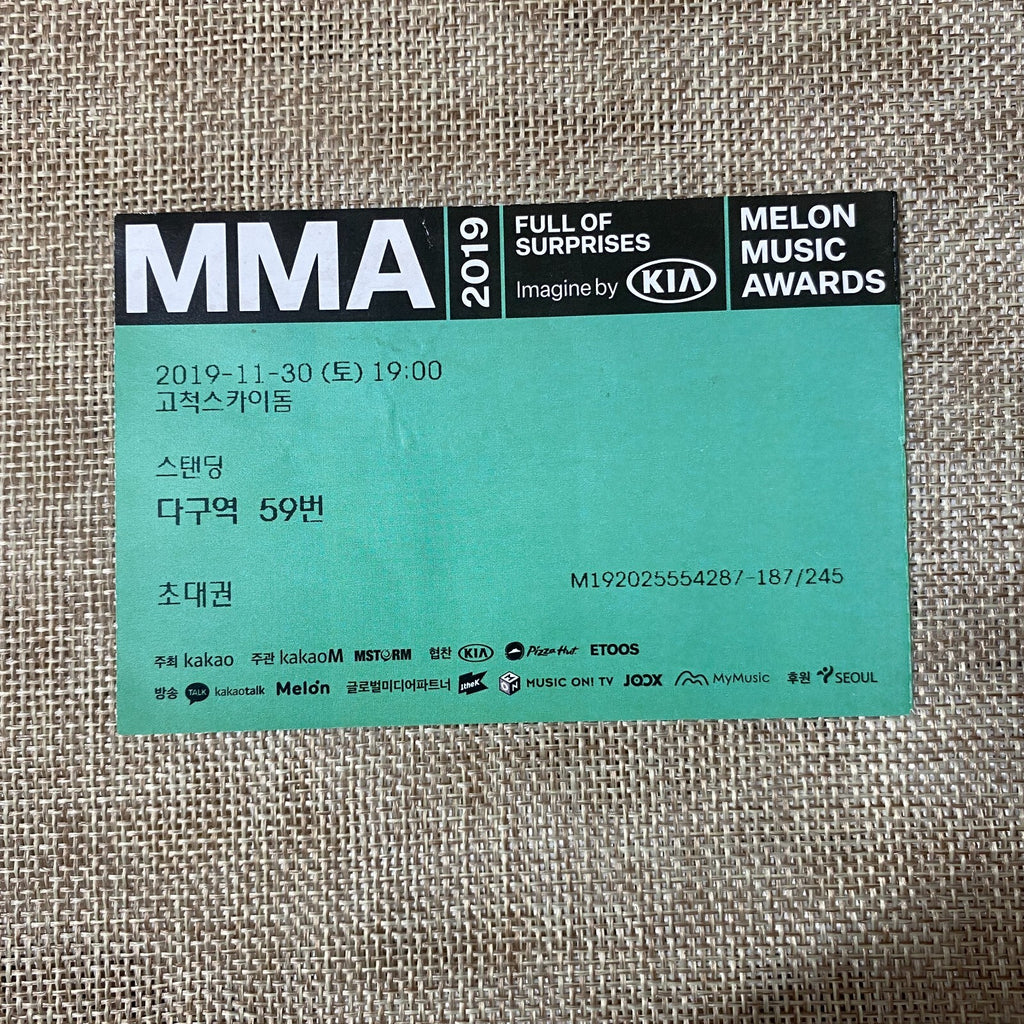 MMA
2019
FULL OF
SURPRISES
Imagine by KIA
MELON
MUSIC
AWARDS
2019-11-30 (토) 19:00
고척스카이돔
스탠딩
다구역 59번
초대권
M192025554287-187/245
주최 kakao 주관 kakaoM MSTORM 협찬 KIA Pizza Hut ETOOS
방송 TALK kakaotalk Melon 글로벌미디어파트너 1theK MUSIC ON! TV JOOX MyMusic 후원 SEOUL